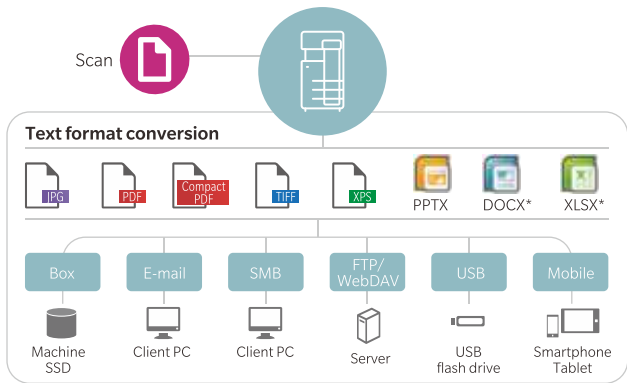 Scan
Text format conversion
JPG
PDF
Compact
PDF
TIFF
XPS
PPTX
DOCX*
XLSX*
Box
E-mail
SMB
FTP/
WebDAV
USB
Mobile
Machine
SSD
Client PC
Client PC
Server
USB
flash drive
Smartphone
Tablet